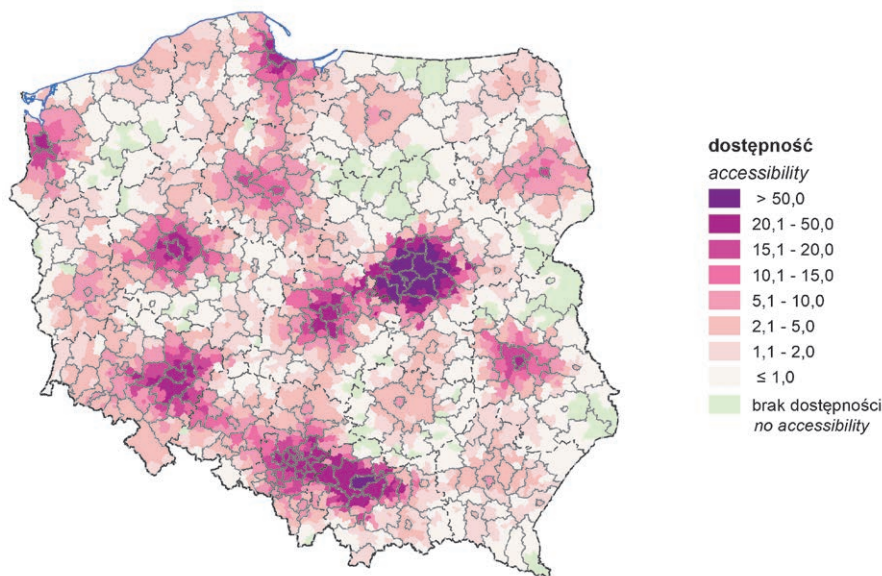 dostępność
accessibility
> 50,0
20,1 - 50,0
15,1 - 20,0
10,1 - 15,0
5,1 - 10,0
2,1 - 5,0
1,1 - 2,0
≤ 1,0
brak dostępności
no accessibility